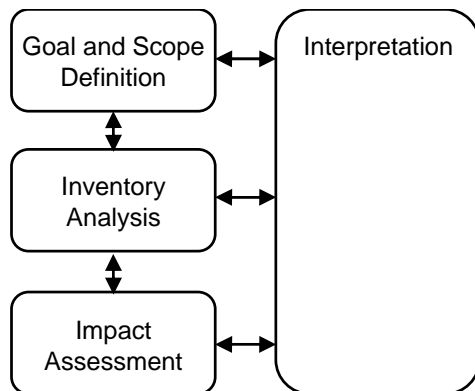 Goal and Scope
Definition
Interpretation
Inventory
Analysis
Impact
Assessment